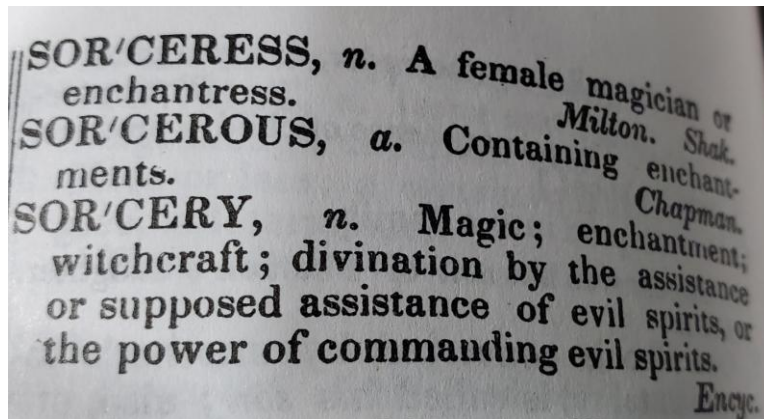 SOR'CERESS, n. A female magician or
enchantress. Milton. Shak.
SOR'CEROUS, a. Containing enchant-
ments. Chapman.
SOR'CERY, n. Magic; enchantment;
witchcraft; divination by the assistance
or supposed assistance of evil spirits, or
the power of commanding evil spirits.
Encyc.